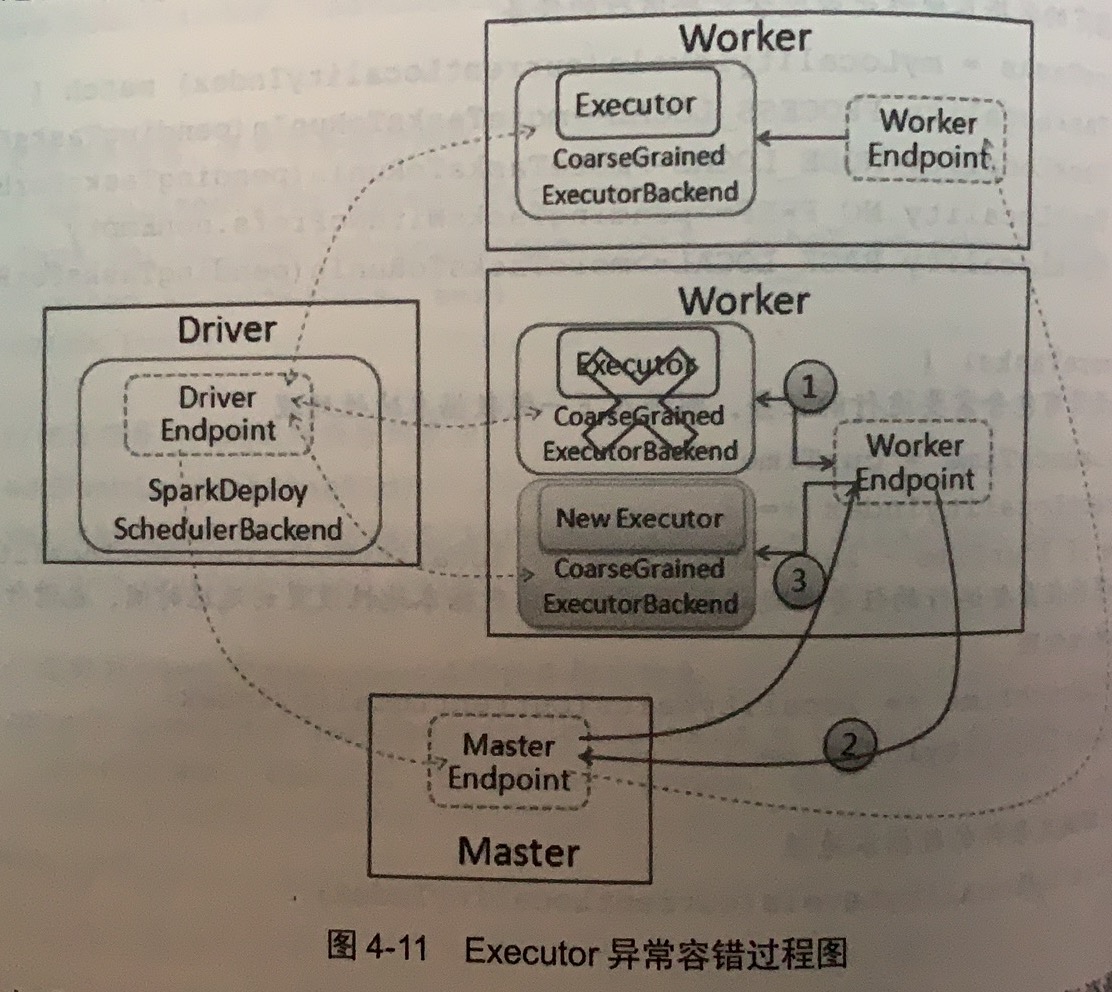 Worker
Executor
CoarseGrained
ExecutorBackend
Worker
Endpoint
Worker
Executor
CoarseGrained
ExecutorBackend
1
Worker
Endpoint
New Executor
CoarseGrained
ExecutorBackend
3
Driver
Driver
Endpoint
SparkDeploy
SchedulerBackend
2
Master
Endpoint
Master
图 4-11 Executor 异常容错过程图